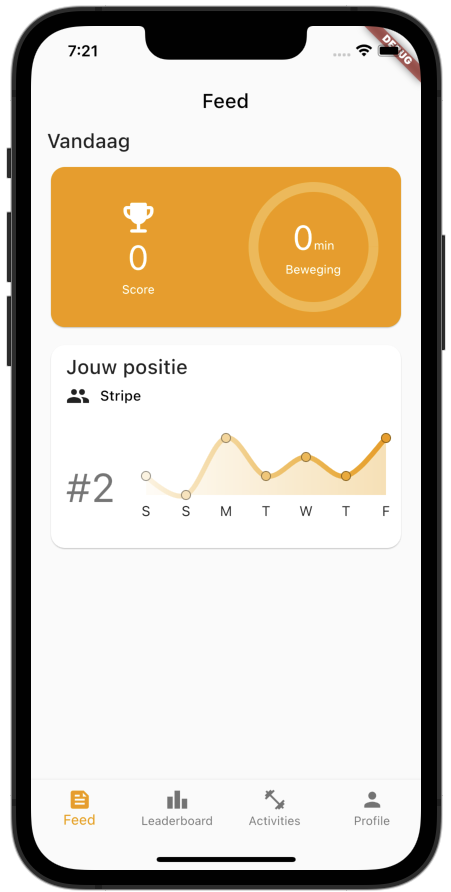 7:21
DEBUG
Feed
Vandaag
0
Score
0min
Beweging
Jouw positie
Stripe
#2
S S M T W T F
Feed Leaderboard Activities Profile